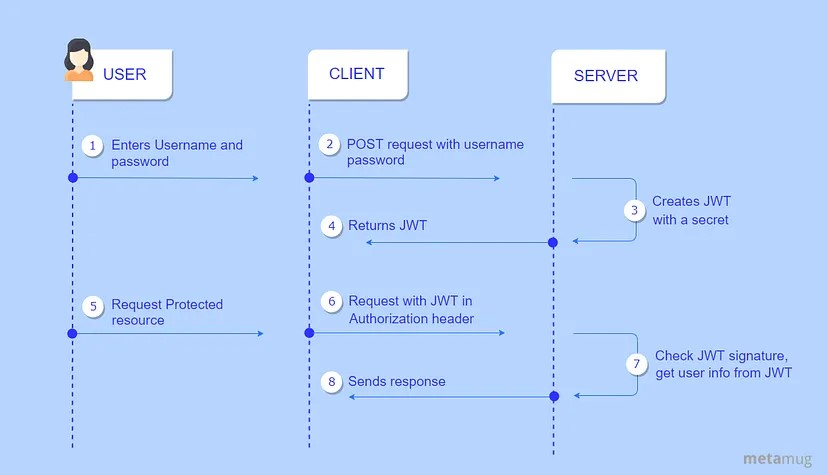 USER
CLIENT
SERVER
1 Enters Username and
password
2 POST request with username
password
3 Creates JWT
with a secret
4 Returns JWT
5 Request Protected
resource
6 Request with JWT in
Authorization header
7 Check JWT signature,
get user info from JWT
8 Sends response
metamug